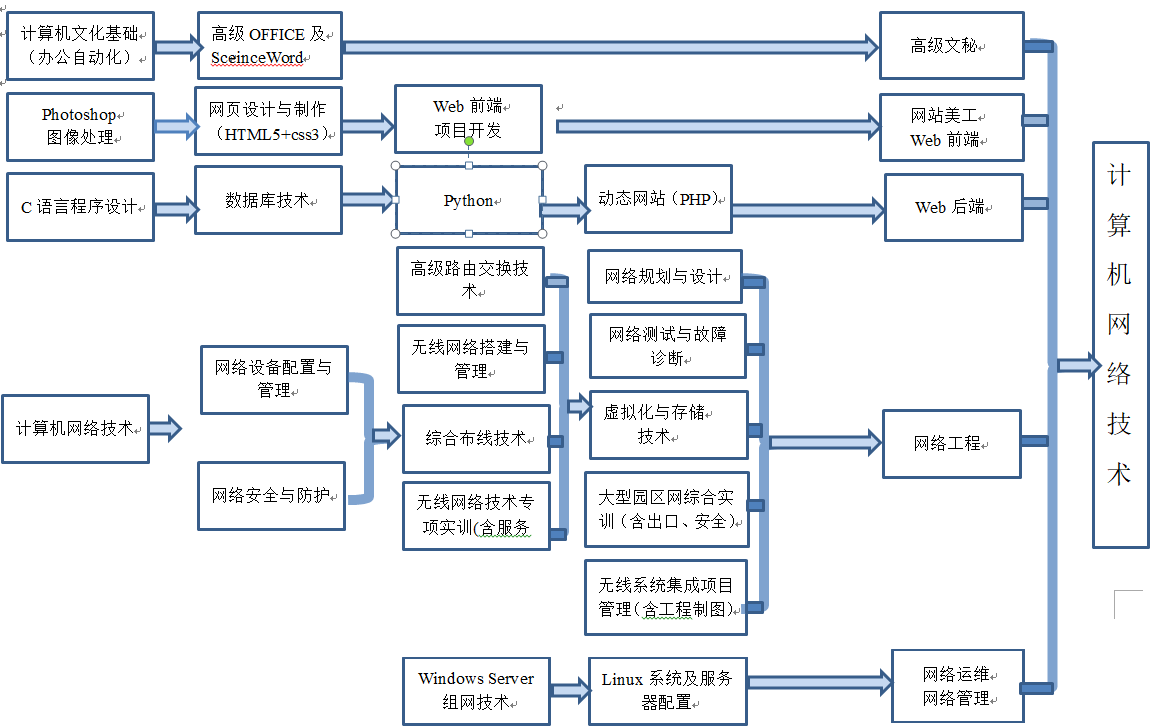 计算机文化基础
（办公自动化）
高级 OFFICE 及
SceinceWord
高级文秘
Photoshop
图像处理
网页设计与制作
（HTML5+css3）
Web 前端
项目开发
网站美工
Web 前端
C 语言程序设计
数据库技术
Python
动态网站（PHP）
Web 后端
高级路由交换技
术
网络规划与设计
无线网络搭建与
管理
网络测试与故障
诊断
网络设备配置与
管理
计算机网络技术
网络安全与防护
综合布线技术
虚拟化与存储
技术
网络工程
无线网络技术专
项实训(含服务
大型园区网综合实
训（含出口、安全）
无线系统集成项目
管理（含工程制图）
Windows Server
组网技术
Linux 系统及服务
器配置
网络运维
网络管理
计
算
机
网
络
技
术